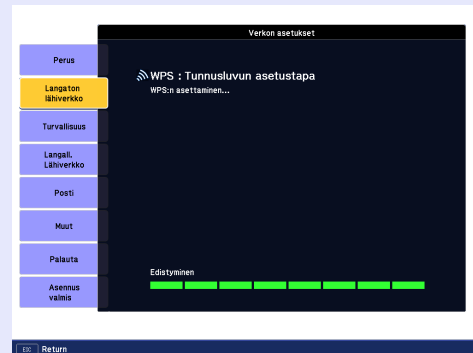 Verkon asetukset
Perus
Langaton
lähiverkko
Turvallisuus
Langall.
Lähiverkko
Posti
Muut
Palauta
Asennus
valmis
WPS : Tunnusluvun asetustapa
WPS:n asettaminen...
Edistyminen
ESC Return